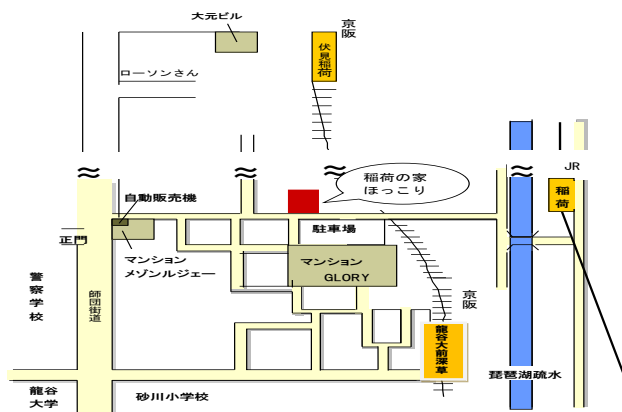 大元ビル
京阪
伏見稲荷
ローソンさん
JR
稲荷
稲荷の家
ほっこり
自動販売機
正門
駐車場
マンション
メゾンルジェー
マンション
GLORY
警察学校
師団街道
京阪
龍谷大前深草
琵琶湖疏水
龍谷
大学
砂川小学校